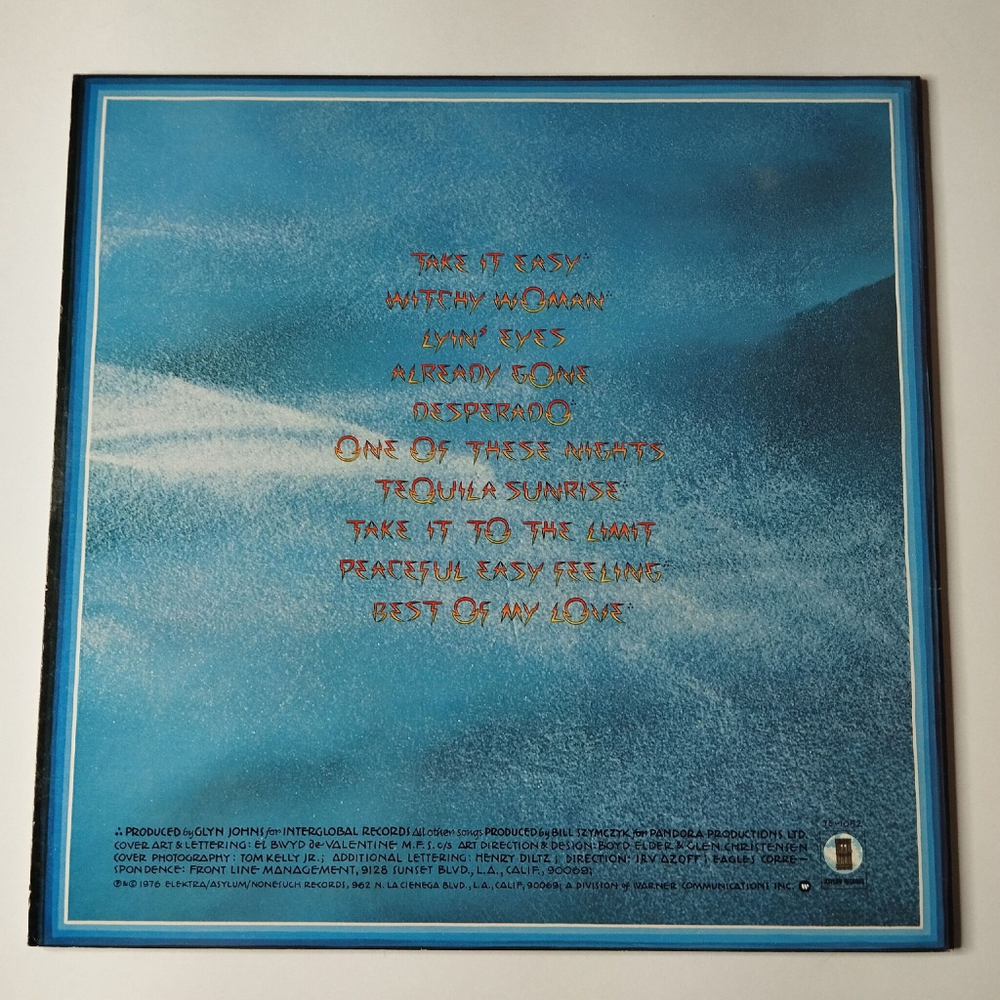 TAKE IT EASY∴
WITCHY WOMAN∴
LYIN' EYES
ALREADY GONE
DESPERADO∴
ONE OF THESE NIGHTS
TEQUILA SUNRISE∴
TAKE IT TO THE LIMIT
PEACEFUL EASY FEELING∴
BEST OF MY LOVE∴
∴ PRODUCED by GLYN JOHNS for INTERGLOBAL RECORDS All other songs PRODUCED by BILL SZYMCZYK for PANDORA PRODUCTIONS. LTD.
COVER ART & LETTERING: EL BWYD de-VALENTINE M.F.S. c/s ART DIRECTION & DESIGN: BOYD ELDER & GLEN CHRISTENSEN
COVER PHOTOGRAPHY: TOM KELLY JR.; ADDITIONAL LETTERING: HENRY DILTZ; DIRECTION: IRV AZOFF; EAGLES CORRE–
SPONDENCE: FRONT LINE MANAGEMENT, 9128 SUNSET BLVD., L.A., CALIF., 90069;
℗&© 1976 ELEKTRA/ASYLUM/NONESUCH RECORDS, 962 N. LA CIENEGA BLVD., L.A., CALIF, 90069; A DIVISION OF WARNER COMMUNICATIONS INC.
7E-1052
ASYLUM RECORDS